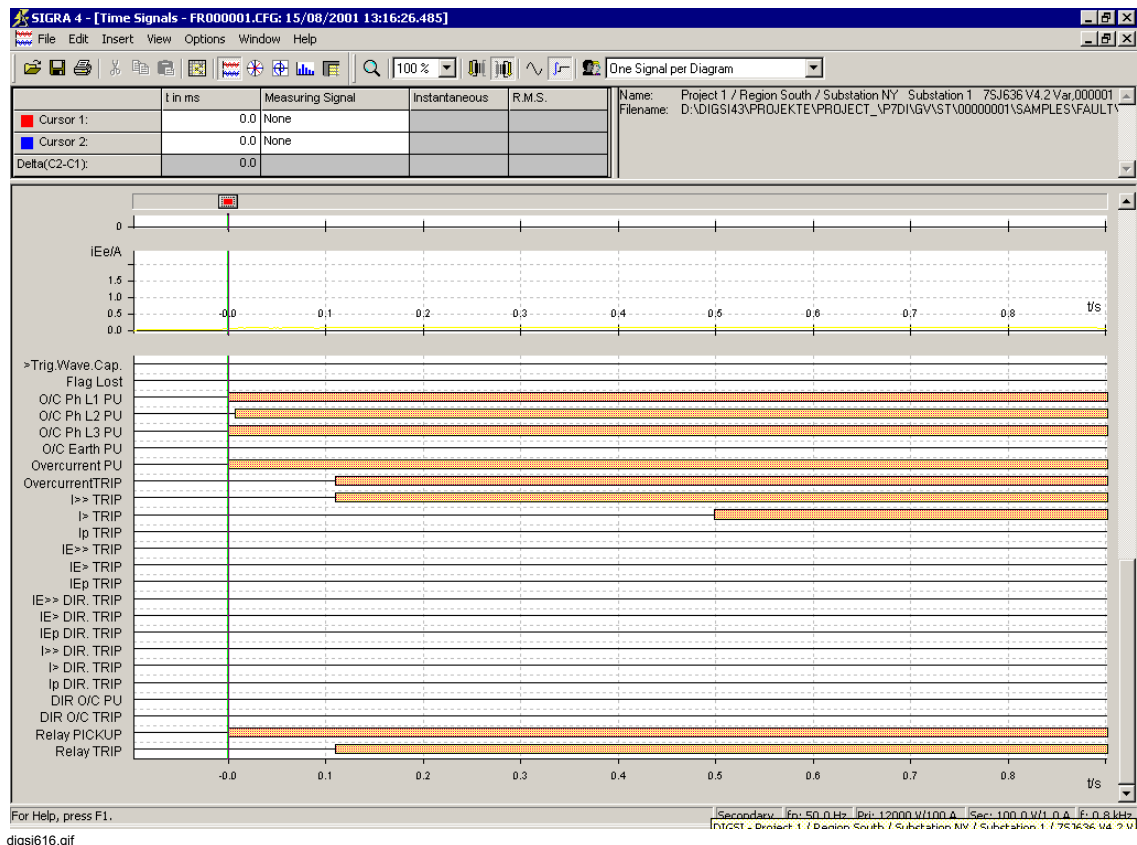 SIGRA 4 - [Time Signals - FR000001.CFG: 15/08/2001 13:16:26.485]
File Edit Insert View Options Window Help
100 % One Signal per Diagram
t in ms Measuring Signal Instantaneous R.M.S.
Cursor 1: 0.0 None
Cursor 2: 0.0 None
Delta(C2-C1): 0.0
Name: Project 1 / Region South / Substation NY Substation 1 7SJ636 V4.2 Var,000001
Filename: D:\DIGSI43\PROJEKTE\PROJECT_\P7DI\GV\ST\00000001\SAMPLES\FAULT\
0
iEe/A
1.5
1.0
0.5
0.0
-0.0 0.1 0.2 0.3 0.4 0.5 0.6 0.7 0.8 t/s
>Trig.Wave.Cap.
Flag Lost
O/C Ph L1 PU
O/C Ph L2 PU
O/C Ph L3 PU
O/C Earth PU
Overcurrent PU
OvercurrentTRIP
I>> TRIP
I> TRIP
Ip TRIP
IE>> TRIP
IE> TRIP
IEp TRIP
IE>> DIR. TRIP
IE> DIR. TRIP
IEp DIR. TRIP
I>> DIR. TRIP
I> DIR. TRIP
Ip DIR. TRIP
DIR O/C PU
DIR O/C TRIP
Relay PICKUP
Relay TRIP
-0.0 0.1 0.2 0.3 0.4 0.5 0.6 0.7 0.8 t/s
For Help, press F1.
Secondary fn: 50.0 Hz Pri: 12000 V/100 A Sec: 100.0 V/1.0 A f: 0.8 kHz
DIGSI - Project 1 / Region South / Substation NY / Substation 1 / 7SJ636 V4.2 V
digsi616.gif